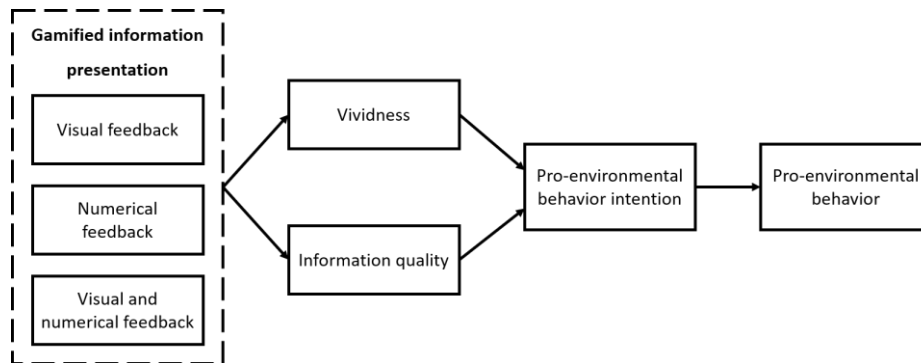 Gamified information
presentation
Visual feedback
Numerical
feedback
Visual and
numerical feedback
Vividness
Information quality
Pro-environmental
behavior intention
Pro-environmental
behavior